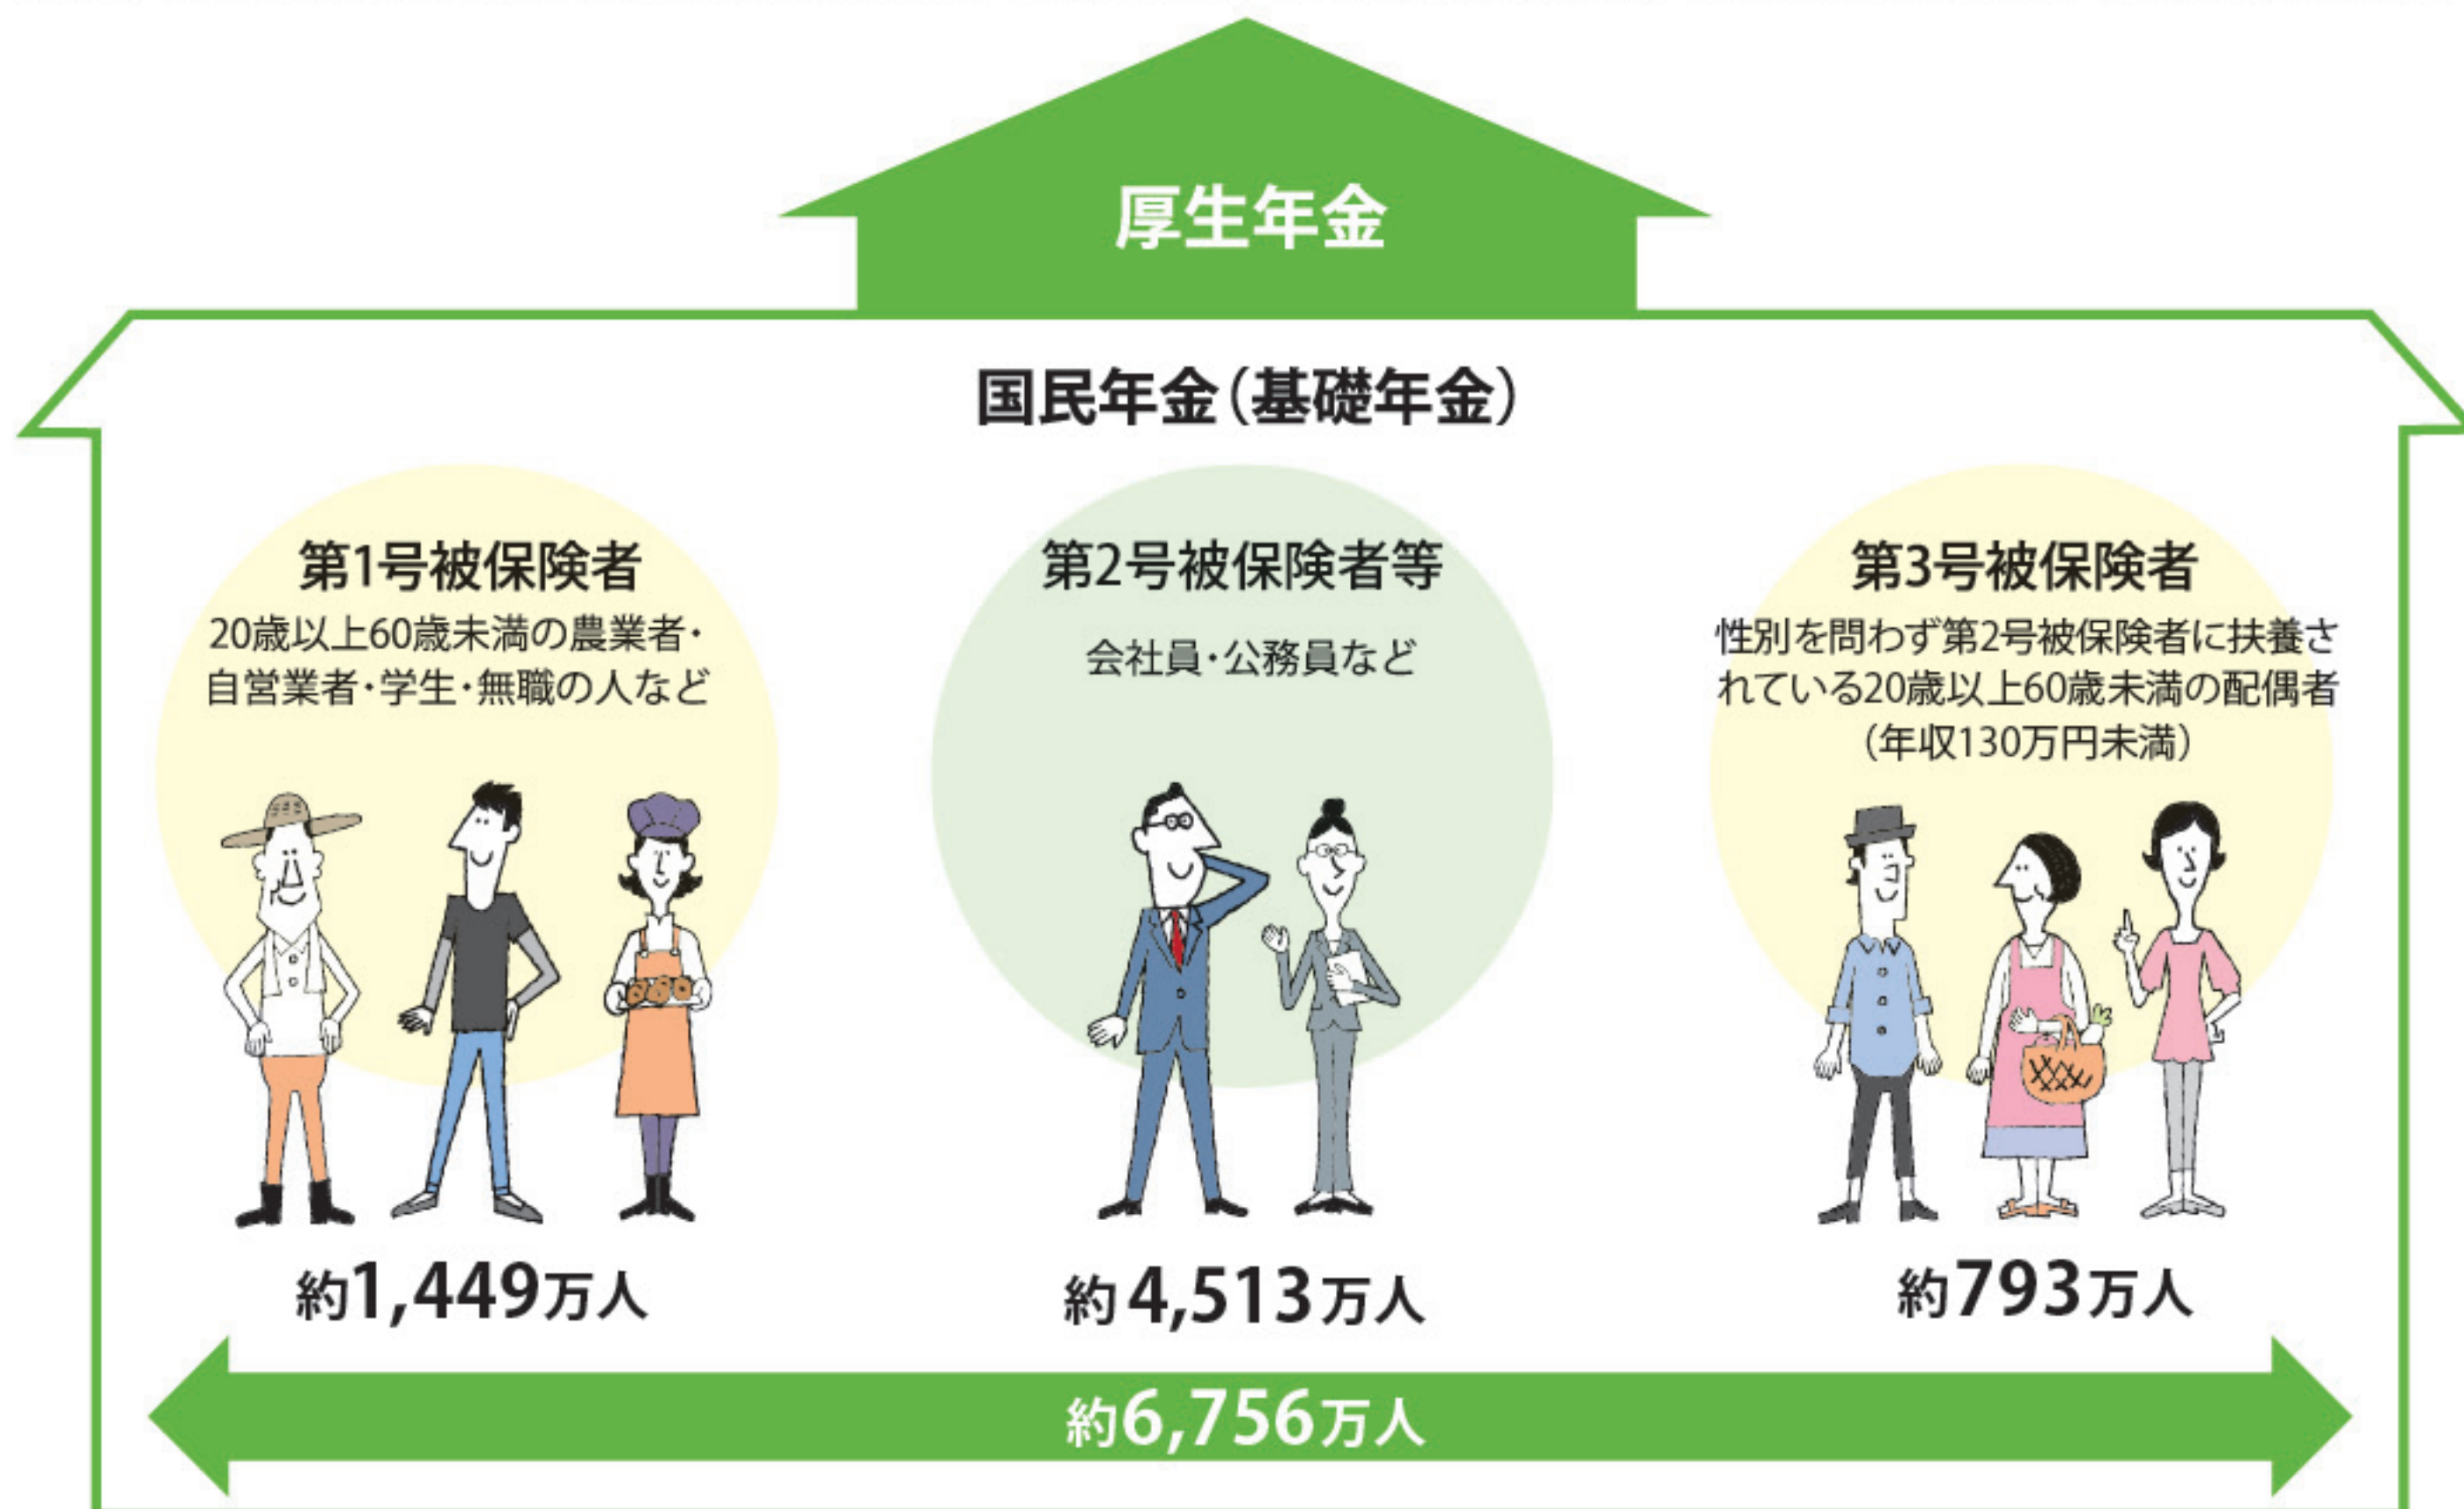 厚生年金
国民年金（基礎年金）
第1号被保険者
20歳以上60歳未満の農業者・
自営業者・学生・無職の人など
約1,449万人
第2号被保険者等
会社員・公務員など
約4,513万人
第3号被保険者
性別を問わず第2号被保険者に扶養さ
れている20歳以上60歳未満の配偶者
（年収130万円未満）
約793万人
約6,756万人